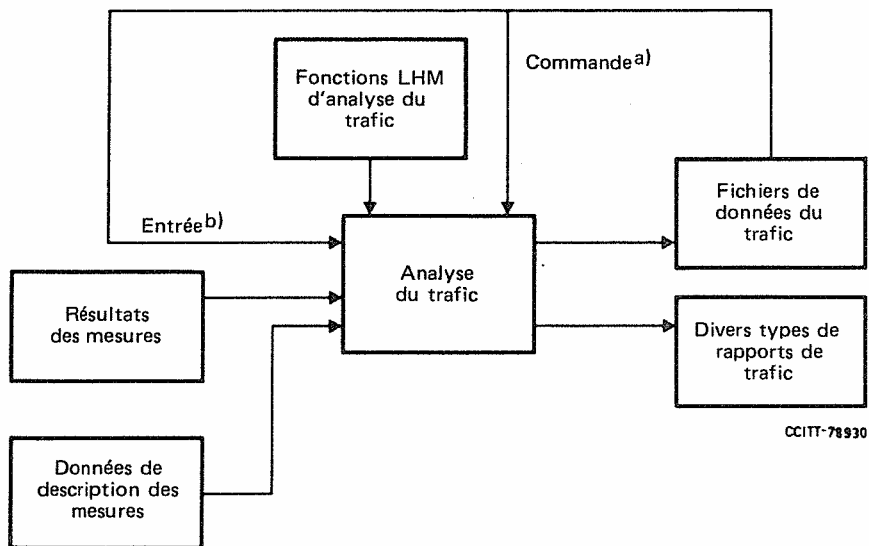 Fonctions LHM
d'analyse du
trafic
Commande a)
Entrée b)
Analyse
du trafic
Fichiers de
données du
trafic
Résultats
des mesures
Divers types de
rapports de
trafic
CCITT-78930
Données de
description des
mesures